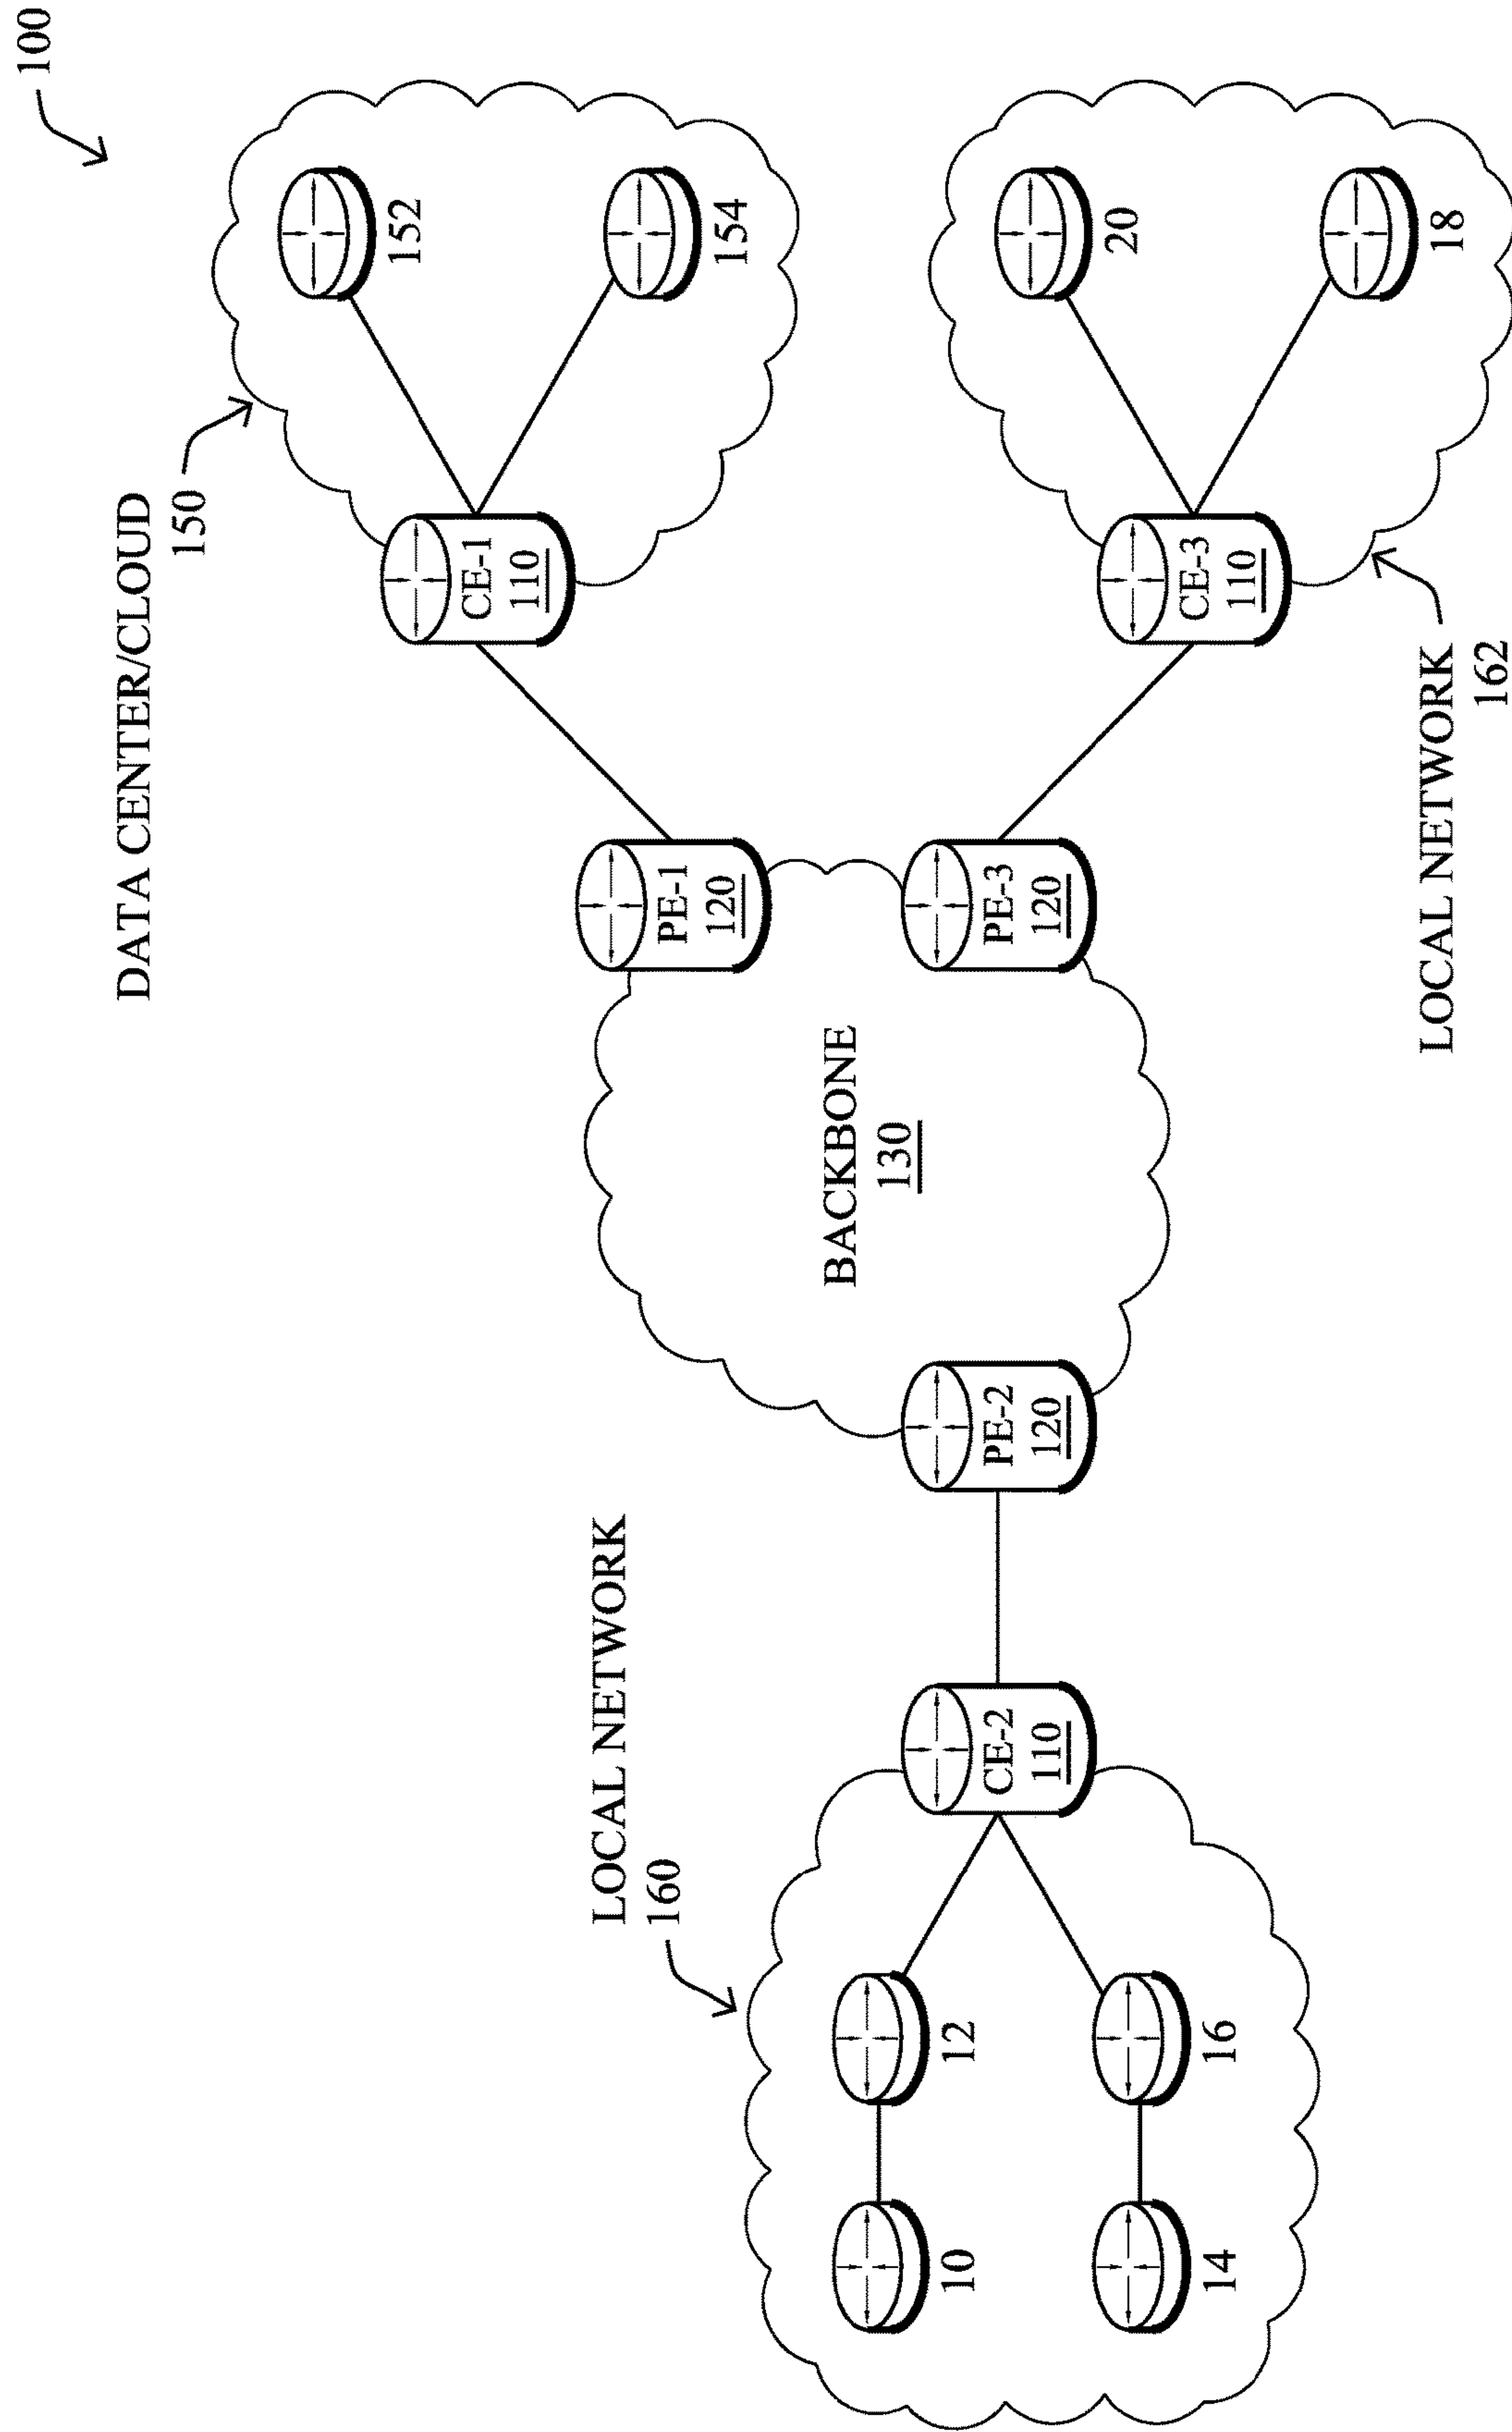 100
DATA CENTER/CLOUD
150
152
154
CE-1
110
PE-1
120
LOCAL NETWORK
160
BACKBONE
130
10
12
CE-2
110
PE-2
120
PE-3
120
CE-3
110
20
14
16
18
LOCAL NETWORK
162